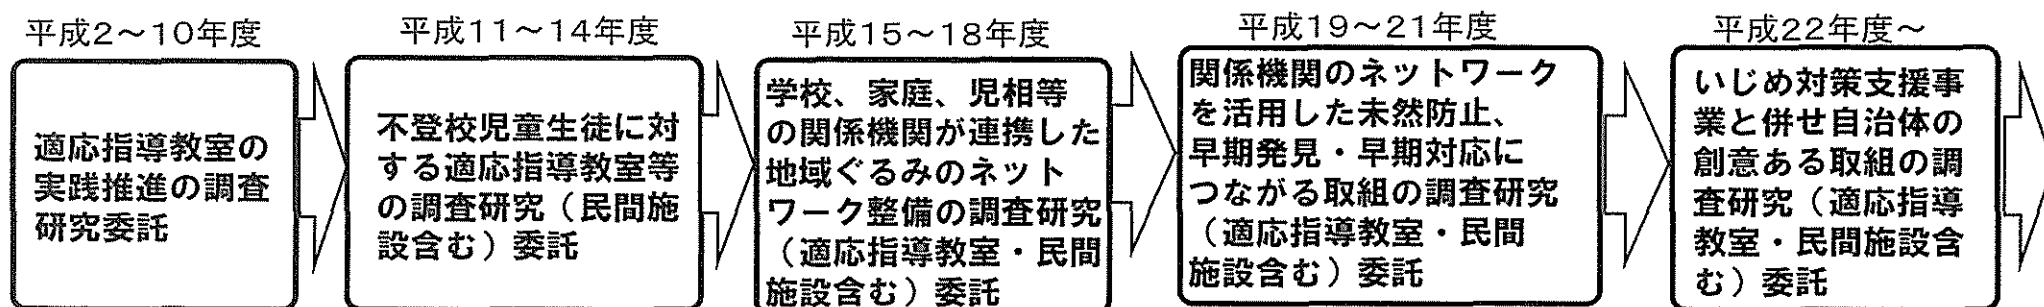 平成2～10年度
適応指導教室の
実践推進の調査
研究委託
平成11～14年度
不登校児童生徒に対
する適応指導教室等
の調査研究（民間施
設含む）委託
平成15～18年度
学校、家庭、児相等
の関係機関が連携した
地域ぐるみのネット
ワーク整備の調査研究
（適応指導教室・民間
施設含む）委託
平成19～21年度
関係機関のネットワーク
を活用した未然防止、
早期発見・早期対応に
つながる取組の調査研究
（適応指導教室・民間
施設含む）委託
平成22年度～
いじめ対策支援事
業と併せ自治体の
創意ある取組の調
査研究（適応指導
教室・民間施設含
む）委託